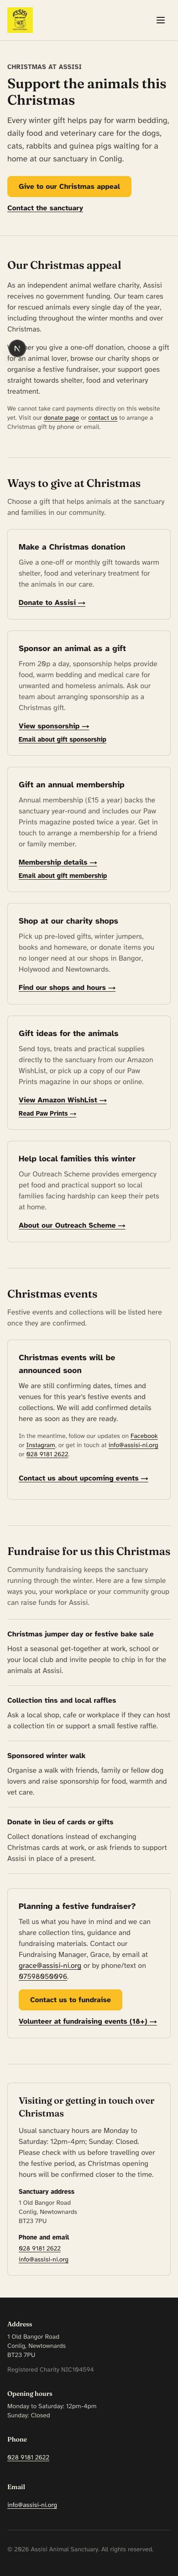 CHRISTMAS AT ASSISI
Support the animals this
Christmas
Every winter gift helps pay for warm bedding,
daily food and veterinary care for the dogs,
cats, rabbits and guinea pigs waiting for a
home at our sanctuary in Conlig.
Give to our Christmas appeal
Contact the sanctuary
Our Christmas appeal
As an independent animal welfare charity, Assisi
receives no government funding. Our team cares
for rescued animals every single day of the year,
including throughout the winter months and over
Christmas.
you give a one-off donation, choose a gift
for an animal lover, browse our charity shops or
organise a festive fundraiser, your support goes
straight towards shelter, food and veterinary
treatment.
We cannot take card payments directly on this website
yet. Visit our donate page or contact us to arrange a
Christmas gift by phone or email.
Ways to give at Christmas
Choose a gift that helps animals at the sanctuary
and families in our community.
Make a Christmas donation
Give a one-off or monthly gift towards warm
shelter, food and veterinary treatment for
the animals in our care.
Donate to Assisi →
Sponsor an animal as a gift
From 20p a day, sponsorship helps provide
food, warm bedding and medical care for
unwanted and homeless animals. Ask our
team about arranging sponsorship as a
Christmas gift.
View sponsorship →
Email about gift sponsorship
Gift an annual membership
Annual membership (£15 a year) backs the
sanctuary year-round and includes our Paw
Prints magazine posted twice a year. Get in
touch to arrange a membership for a friend
or family member.
Membership details →
Email about gift membership
Shop at our charity shops
Pick up pre-loved gifts, winter jumpers,
books and homeware, or donate items you
no longer need at our shops in Bangor,
Holywood and Newtownards.
Find our shops and hours →
Gift ideas for the animals
Send toys, treats and practical supplies
directly to the sanctuary from our Amazon
WishList, or pick up a copy of our Paw
Prints magazine in our shops or online.
View Amazon WishList →
Read Paw Prints →
Help local families this winter
Our Outreach Scheme provides emergency
pet food and practical support so local
families facing hardship can keep their pets
at home.
About our Outreach Scheme →
Christmas events
Festive events and collections will be listed here
once they are confirmed.
Christmas events will be
announced soon
We are still confirming dates, times and
venues for this year's festive events and
collections. We will add confirmed details
here as soon as they are ready.
In the meantime, follow our updates on Facebook
or Instagram, or get in touch at info@assisi-ni.org
or 028 9181 2622.
Contact us about upcoming events →
Fundraise for us this Christmas
Community fundraising keeps the sanctuary
running through the winter. Here are a few simple
ways you, your workplace or your community group
can raise funds for Assisi.
Christmas jumper day or festive bake sale
Host a seasonal get-together at work, school or
your local club and invite people to chip in for the
animals at Assisi.
Collection tins and local raffles
Ask a local shop, cafe or workplace if they can host
a collection tin or support a small festive raffle.
Sponsored winter walk
Organise a walk with friends, family or fellow dog
lovers and raise sponsorship for food, warmth and
vet care.
Donate in lieu of cards or gifts
Collect donations instead of exchanging
Christmas cards at work, or ask friends to support
Assisi in place of a present.
Planning a festive fundraiser?
Tell us what you have in mind and we can
share collection tins, guidance and
fundraising materials. Contact our
Fundraising Manager, Grace, by email at
grace@assisi-ni.org or by phone/text on
07598050096.
Contact us to fundraise
Volunteer at fundraising events (18+) →
Visiting or getting in touch over
Christmas
Usual sanctuary hours are Monday to
Saturday: 12pm–4pm; Sunday: Closed.
Please check with us before travelling over
the festive period, as Christmas opening
hours will be confirmed closer to the time.
Sanctuary address
1 Old Bangor Road
Conlig, Newtownards
BT23 7PU
Phone and email
028 9181 2622
info@assisi-ni.org
Address
1 Old Bangor Road
Conlig, Newtownards
BT23 7PU
Registered Charity NIC104594
Opening hours
Monday to Saturday: 12pm–4pm
Sunday: Closed
Phone
028 9181 2622
Email
info@assisi-ni.org
© 2026 Assisi Animal Sanctuary. All rights reserved.